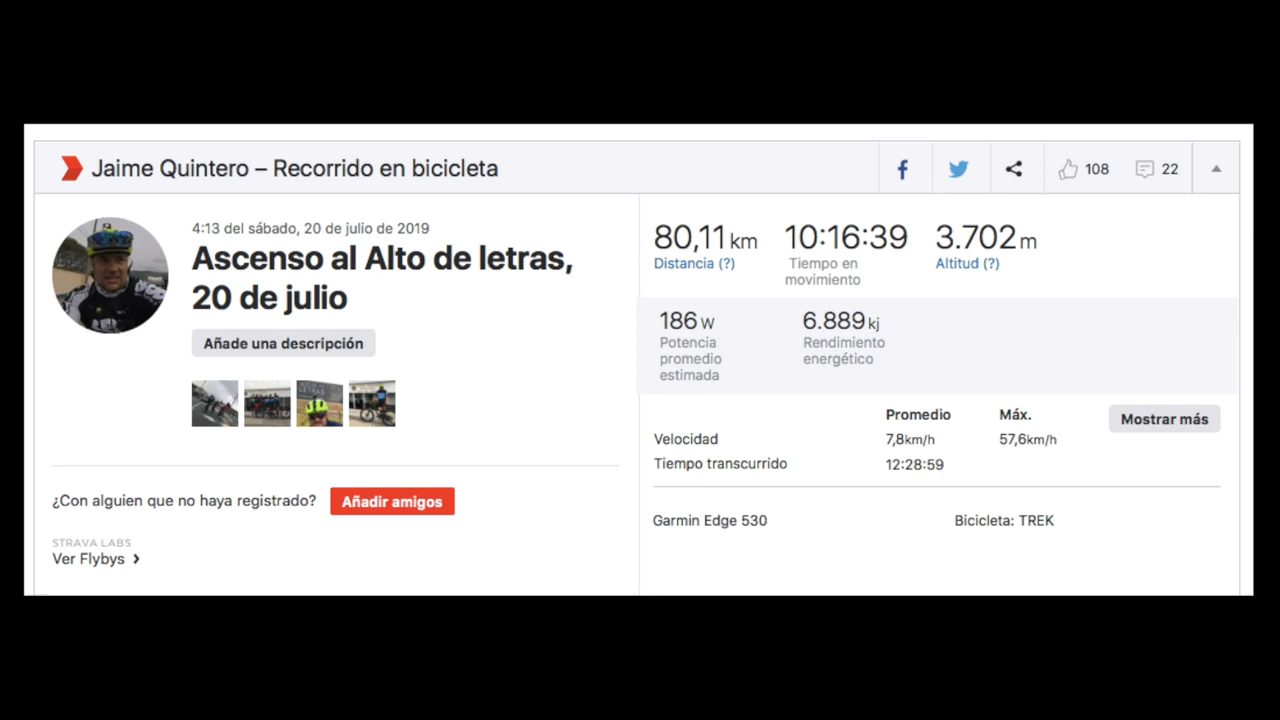 Jaime Quintero – Recorrido en bicicleta
108
22
4:13 del sábado, 20 de julio de 2019
Ascenso al Alto de letras,
20 de julio
Añade una descripción
¿Con alguien que no haya registrado?
Añadir amigos
STRAVA LABS
Ver Flybys
80,11 km
Distancia (?)
10:16:39
Tiempo en
movimiento
3.702 m
Altitud (?)
186 W
Potencia
promedio
estimada
6.889 kj
Rendimiento
energético
Promedio Máx.
Mostrar más
Velocidad 7,8km/h 57,6km/h
Tiempo transcurrido 12:28:59
Garmin Edge 530
Bicicleta: TREK